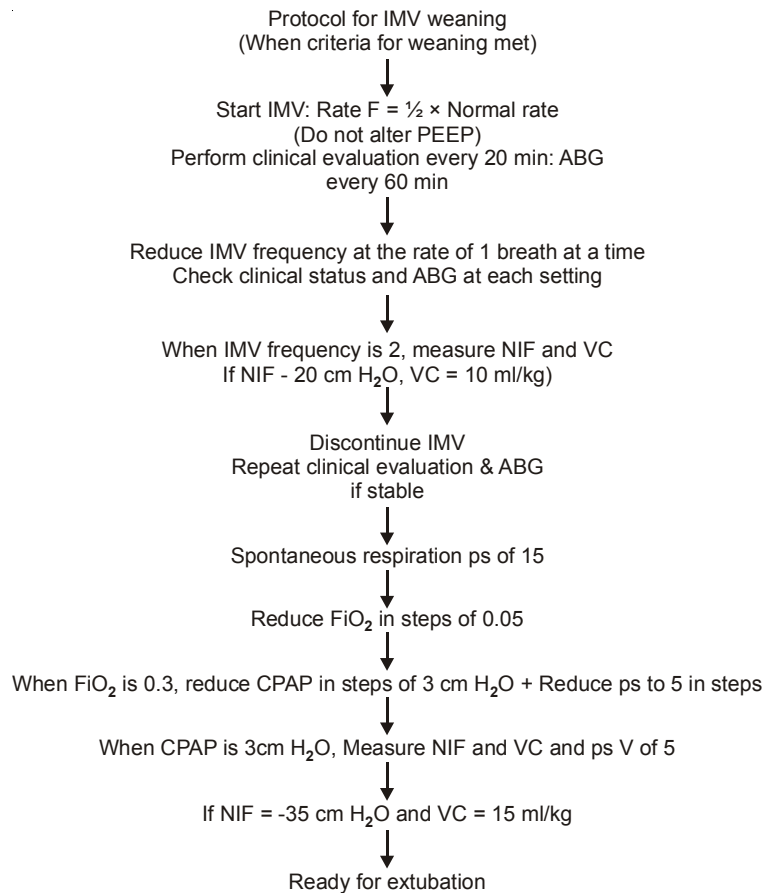 Protocol for IMV weaning
(When criteria for weaning met)
Start IMV: Rate F = ½ × Normal rate
(Do not alter PEEP)
Perform clinical evaluation every 20 min: ABG
every 60 min
Reduce IMV frequency at the rate of 1 breath at a time
Check clinical status and ABG at each setting
When IMV frequency is 2, measure NIF and VC
If NIF - 20 cm H₂O, VC = 10 ml/kg)
Discontinue IMV
Repeat clinical evaluation & ABG
if stable
Spontaneous respiration ps of 15
Reduce FiO₂ in steps of 0.05
When FiO₂ is 0.3, reduce CPAP in steps of 3 cm H₂O + Reduce ps to 5 in steps
When CPAP is 3cm H₂O, Measure NIF and VC and ps V of 5
If NIF = -35 cm H₂O and VC = 15 ml/kg
Ready for extubation